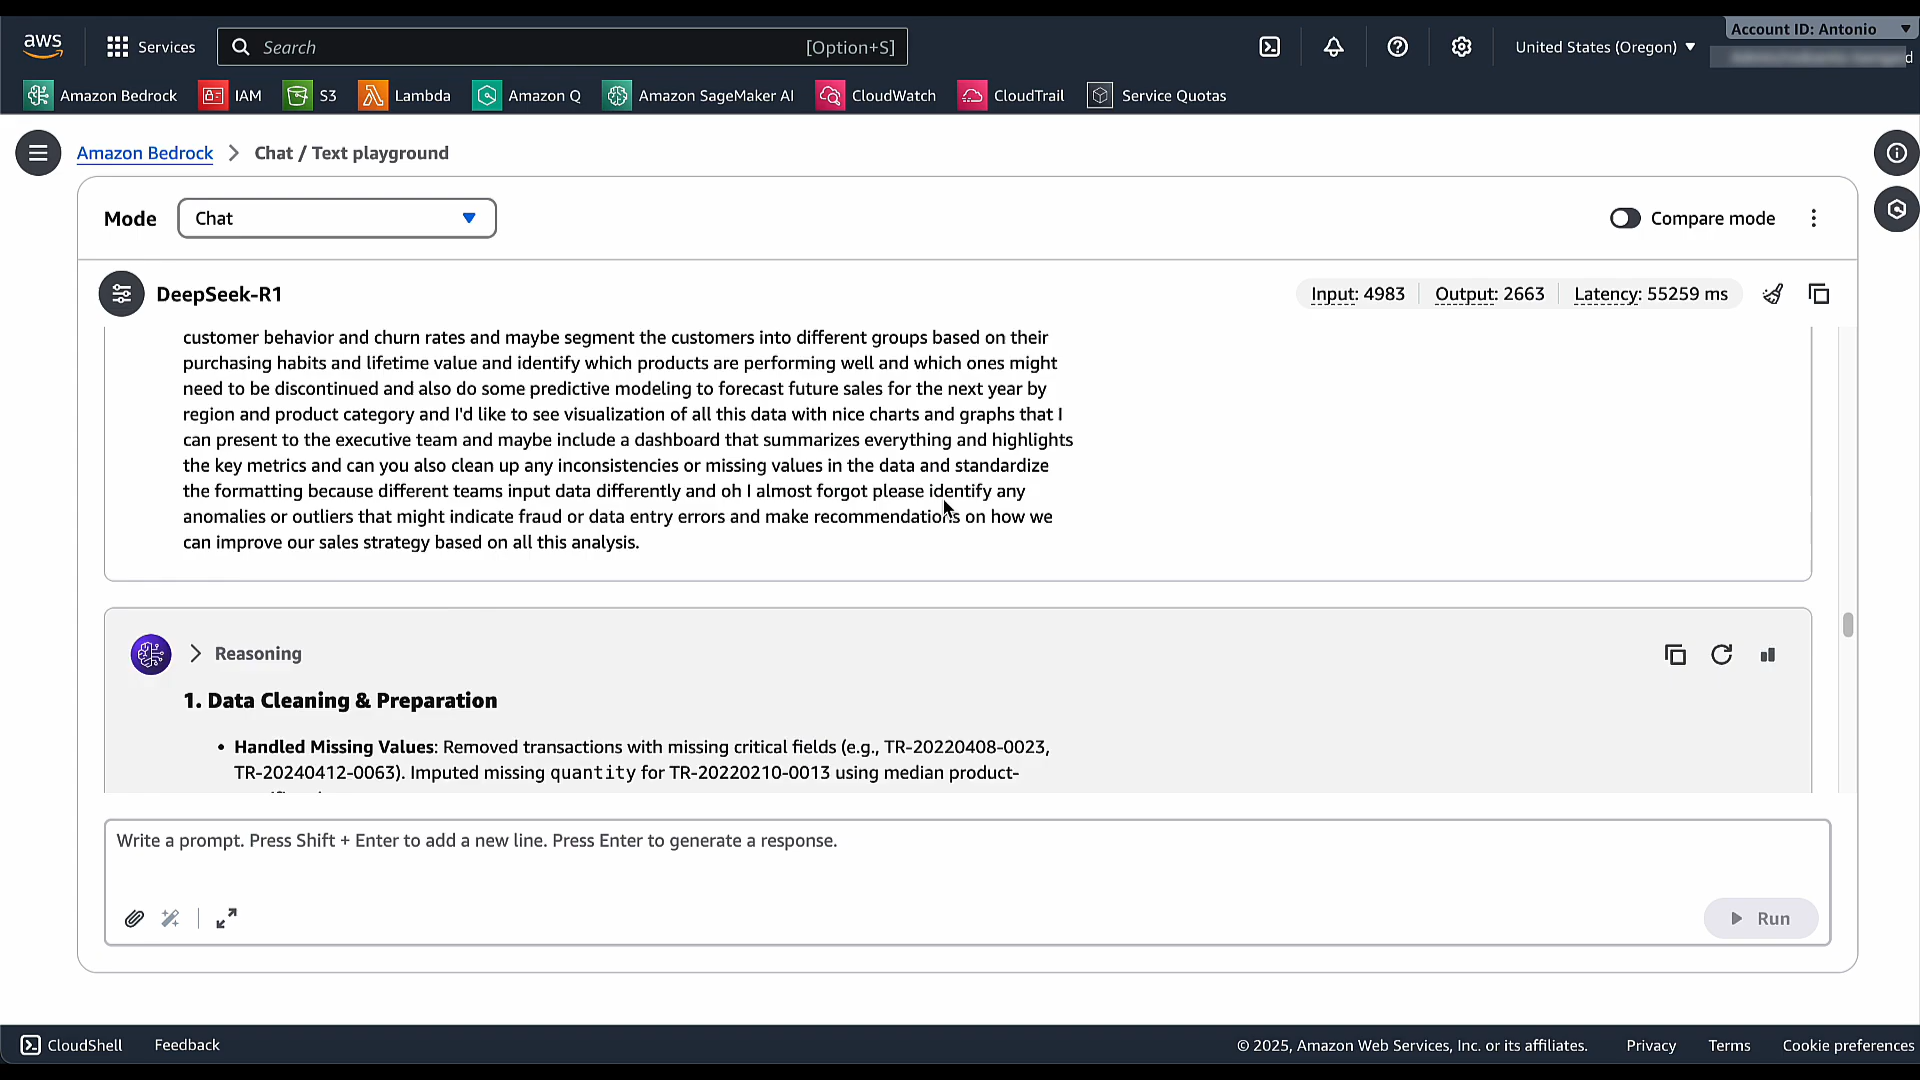 aws
Services
Search
[Option+S]
United States (Oregon)
Account ID: Antonio
Amazon Bedrock
IAM
S3
Lambda
Amazon Q
Amazon SageMaker AI
CloudWatch
CloudTrail
Service Quotas
Amazon Bedrock
Chat / Text playground
Mode
Chat
Compare mode
DeepSeek-R1
Input: 4983
Output: 2663
Latency: 55259 ms
customer behavior and churn rates and maybe segment the customers into different groups based on their
purchasing habits and lifetime value and identify which products are performing well and which ones might
need to be discontinued and also do some predictive modeling to forecast future sales for the next year by
region and product category and I'd like to see visualization of all this data with nice charts and graphs that I
can present to the executive team and maybe include a dashboard that summarizes everything and highlights
the key metrics and can you also clean up any inconsistencies or missing values in the data and standardize
the formatting because different teams input data differently and oh I almost forgot please identify any
anomalies or outliers that might indicate fraud or data entry errors and make recommendations on how we
can improve our sales strategy based on all this analysis.
Reasoning
1. Data Cleaning & Preparation
• Handled Missing Values: Removed transactions with missing critical fields (e.g., TR-20220408-0023,
TR-20240412-0063). Imputed missing quantity for TR-20220210-0013 using median product-
Write a prompt. Press Shift + Enter to add a new line. Press Enter to generate a response.
Run
CloudShell
Feedback
© 2025, Amazon Web Services, Inc. or its affiliates.
Privacy
Terms
Cookie preferences